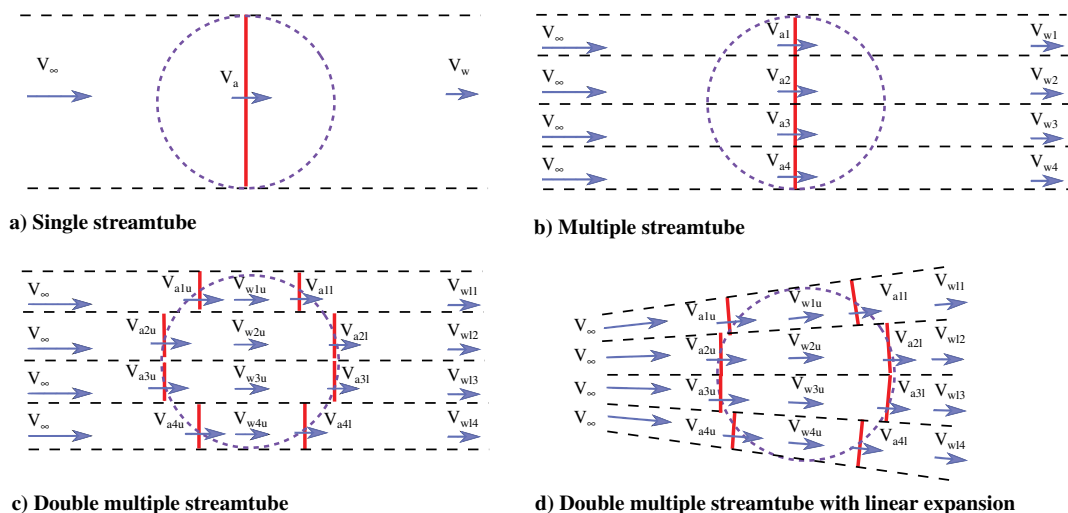 V∞
Va
Vw
a) Single streamtube
V∞ Va1 Vw1
V∞ Va2 Vw2
V∞ Va3 Vw3
V∞ Va4 Vw4
b) Multiple streamtube
V∞ Va1u Vw1u Va1l Vwl1
V∞ Va2u Vw2u Va2l Vwl2
V∞ Va3u Vw3u Va3l Vwl3
V∞ Va4u Vw4u Va4l Vwl4
c) Double multiple streamtube
V∞ Va1u Vw1u Va1l Vwl1
V∞ Va2u Vw2u Va2l Vwl2
V∞ Va3u Vw3u Va3l Vwl3
V∞ Va4u Vw4u Va4l Vwl4
d) Double multiple streamtube with linear expansion